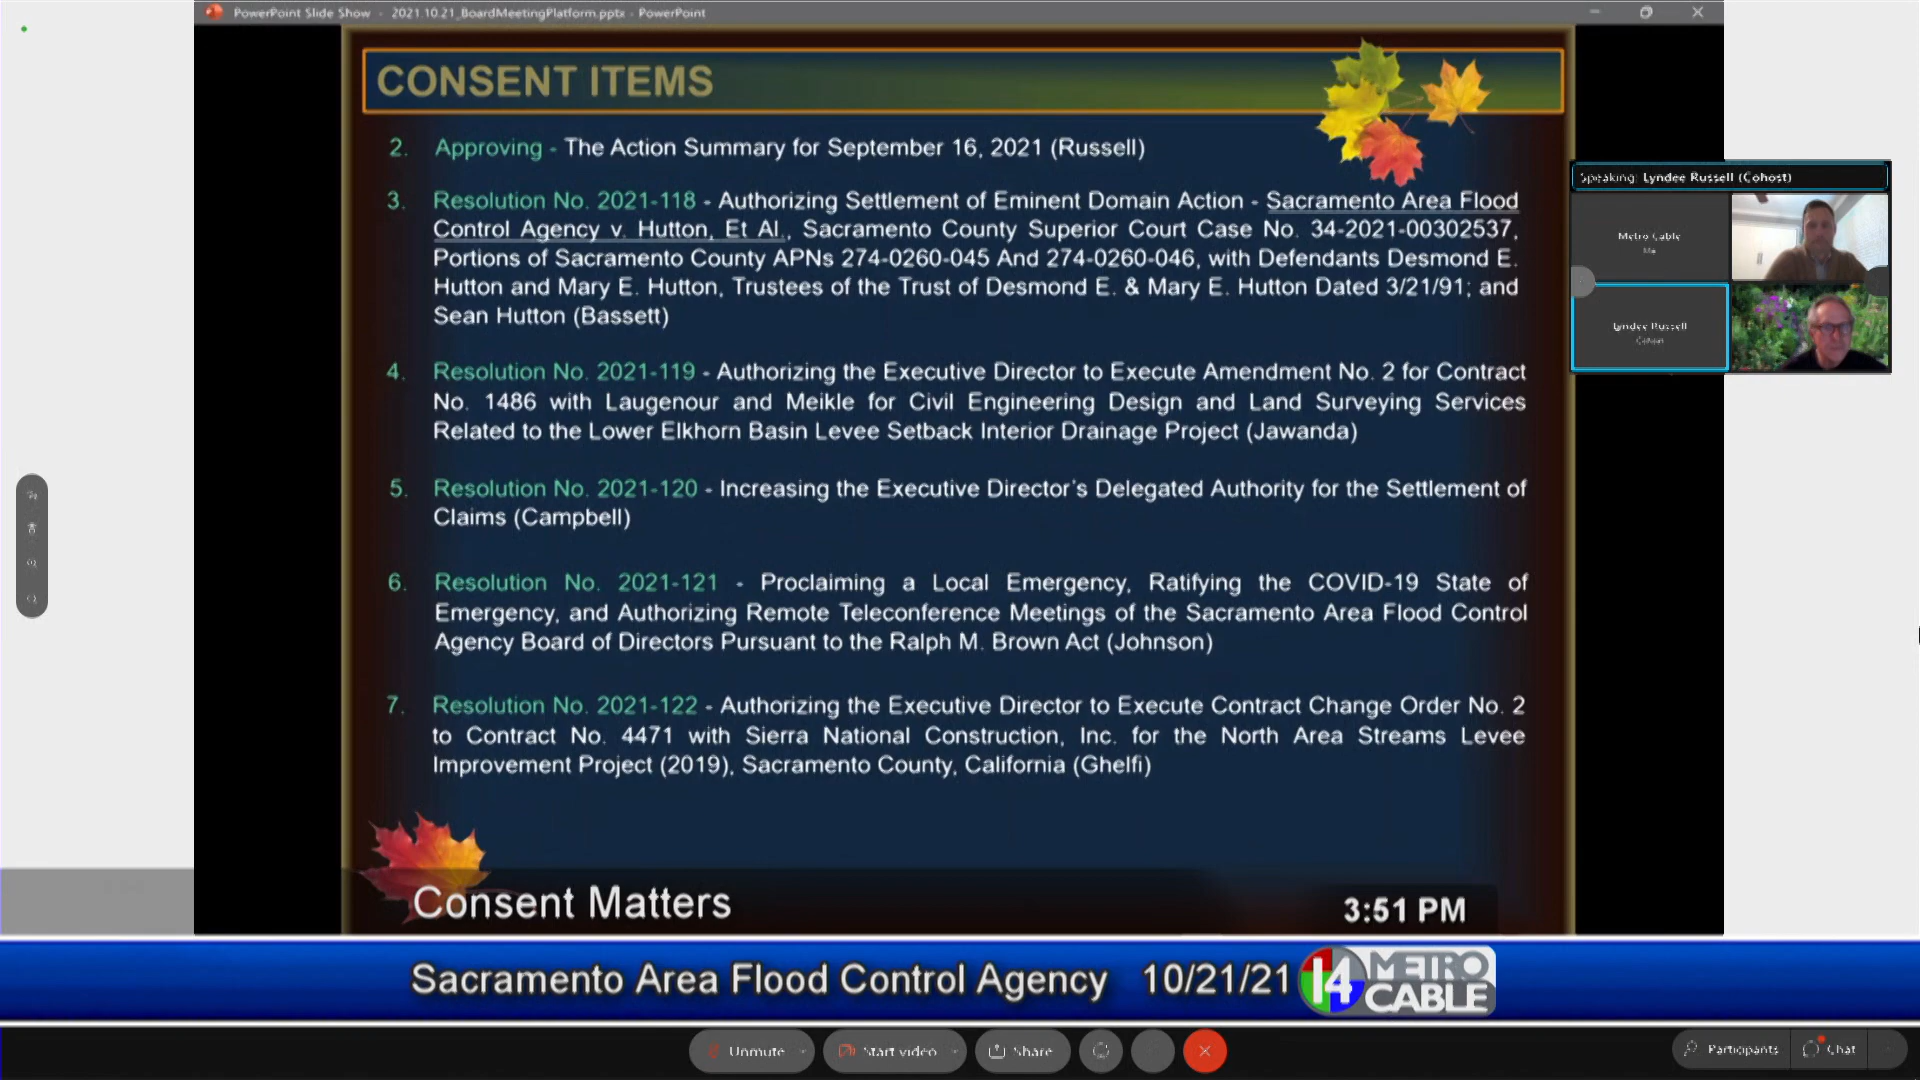 PowerPoint Slide Show - 2021.10.21_BoardMeetingPlatform.pptx - PowerPoint
CONSENT ITEMS
2. Approving - The Action Summary for September 16, 2021 (Russell)
3. Resolution No. 2021-118 - Authorizing Settlement of Eminent Domain Action - Sacramento Area Flood
Control Agency v. Hutton, Et Al., Sacramento County Superior Court Case No. 34-2021-00302537,
Portions of Sacramento County APNs 274-0260-045 And 274-0260-046, with Defendants Desmond E.
Hutton and Mary E. Hutton, Trustees of the Trust of Desmond E. & Mary E. Hutton Dated 3/21/91; and
Sean Hutton (Bassett)
4. Resolution No. 2021-119 - Authorizing the Executive Director to Execute Amendment No. 2 for Contract
No. 1486 with Laugenour and Meikle for Civil Engineering Design and Land Surveying Services
Related to the Lower Elkhorn Basin Levee Setback Interior Drainage Project (Jawanda)
5. Resolution No. 2021-120 - Increasing the Executive Director's Delegated Authority for the Settlement of
Claims (Campbell)
6. Resolution No. 2021-121 - Proclaiming a Local Emergency, Ratifying the COVID-19 State of
Emergency, and Authorizing Remote Teleconference Meetings of the Sacramento Area Flood Control
Agency Board of Directors Pursuant to the Ralph M. Brown Act (Johnson)
7. Resolution No. 2021-122 - Authorizing the Executive Director to Execute Contract Change Order No. 2
to Contract No. 4471 with Sierra National Construction, Inc. for the North Area Streams Levee
Improvement Project (2019), Sacramento County, California (Ghelfi)
Speaking: Lyndee Russell (Cohost)
Metro Cable
Me
Lyndee Russell
Cohost
Consent Matters
3:51 PM
Sacramento Area Flood Control Agency 10/21/21
14 METRO
CABLE
Unmute
Start video
Share
Participants
Chat